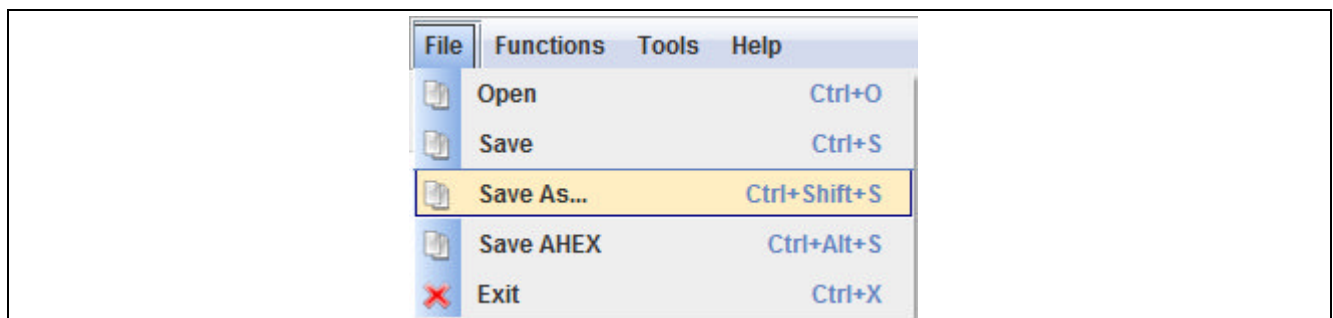 File Functions Tools Help
Open Ctrl+O
Save Ctrl+S
Save As... Ctrl+Shift+S
Save AHEX Ctrl+Alt+S
Exit Ctrl+X